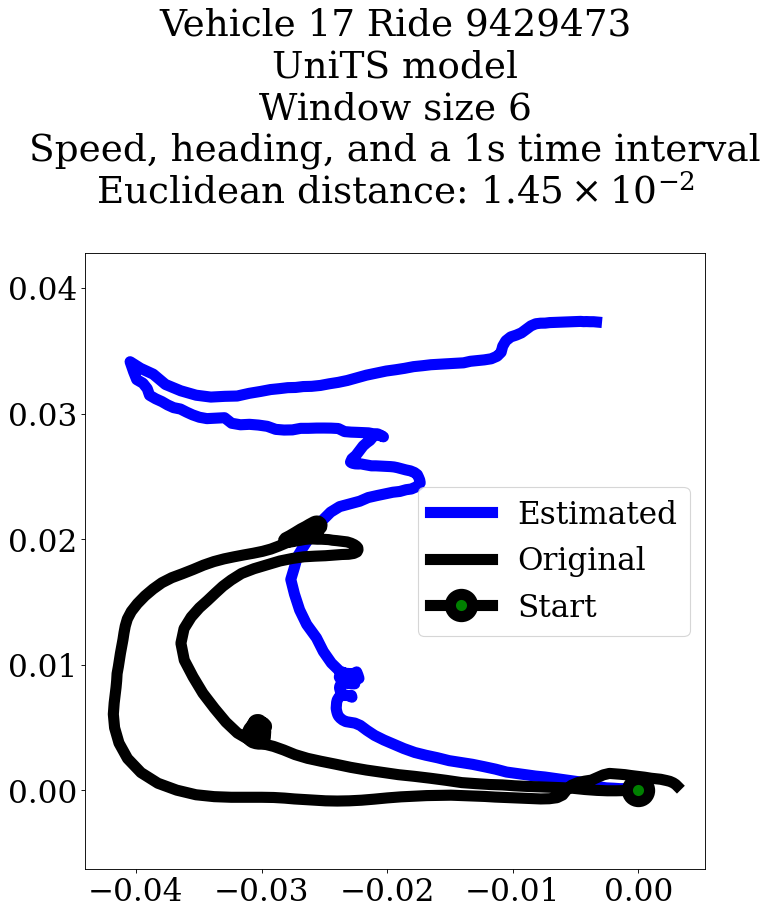 Vehicle 17 Ride 9429473
UniTS model
Window size 6
Speed, heading, and a 1s time interval
Euclidean distance: 1.45 × 10⁻²
0.04
0.03
0.02
0.01
0.00
Estimated
Original
Start
−0.04 −0.03 −0.02 −0.01 0.00